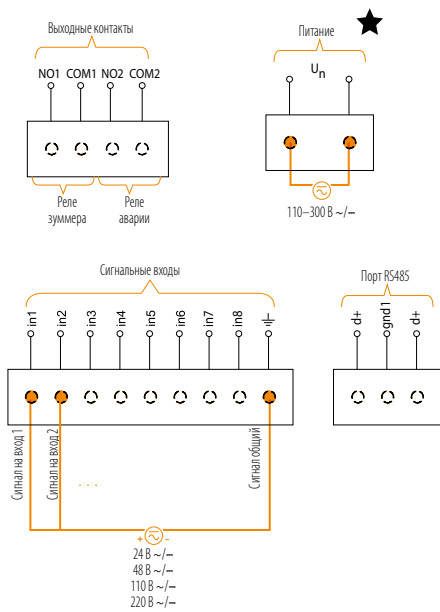 Выходные контакты
NO1 COM1 NO2 COM2
Реле
зуммера
Реле
аварии
Питание
Un
110–300 В ~/⎓
Сигнальные входы
in1 in2 in3 in4 in5 in6 in7 in8
Сигнал на вход 1
Сигнал на вход 2
. . .
Сигнал общий
+ –
24 В ~/⎓
48 В ~/⎓
110 В ~/⎓
220 В ~/⎓
Порт RS485
d+ gnd1 d+